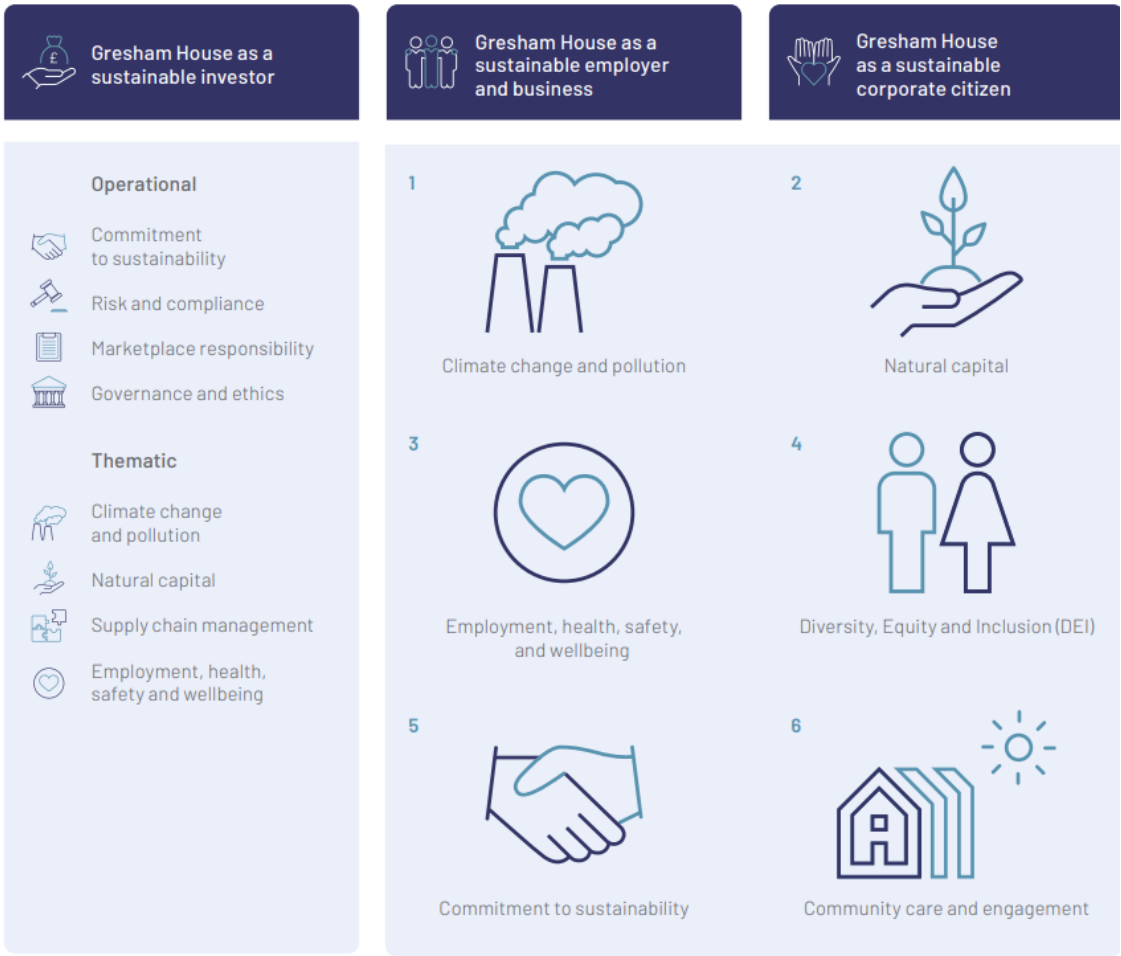 Gresham House as a
sustainable investor
Gresham House as a
sustainable employer
and business
Gresham House
as a sustainable
corporate citizen
£
Operational
Commitment
to sustainability
Risk and compliance
Marketplace responsibility
Governance and ethics
Thematic
Climate change
and pollution
Natural capital
Supply chain management
Employment, health,
safety and wellbeing
1
Climate change and pollution
2
Natural capital
3
Employment, health, safety,
and wellbeing
4
Diversity, Equity and Inclusion (DEI)
5
Commitment to sustainability
6
Community care and engagement